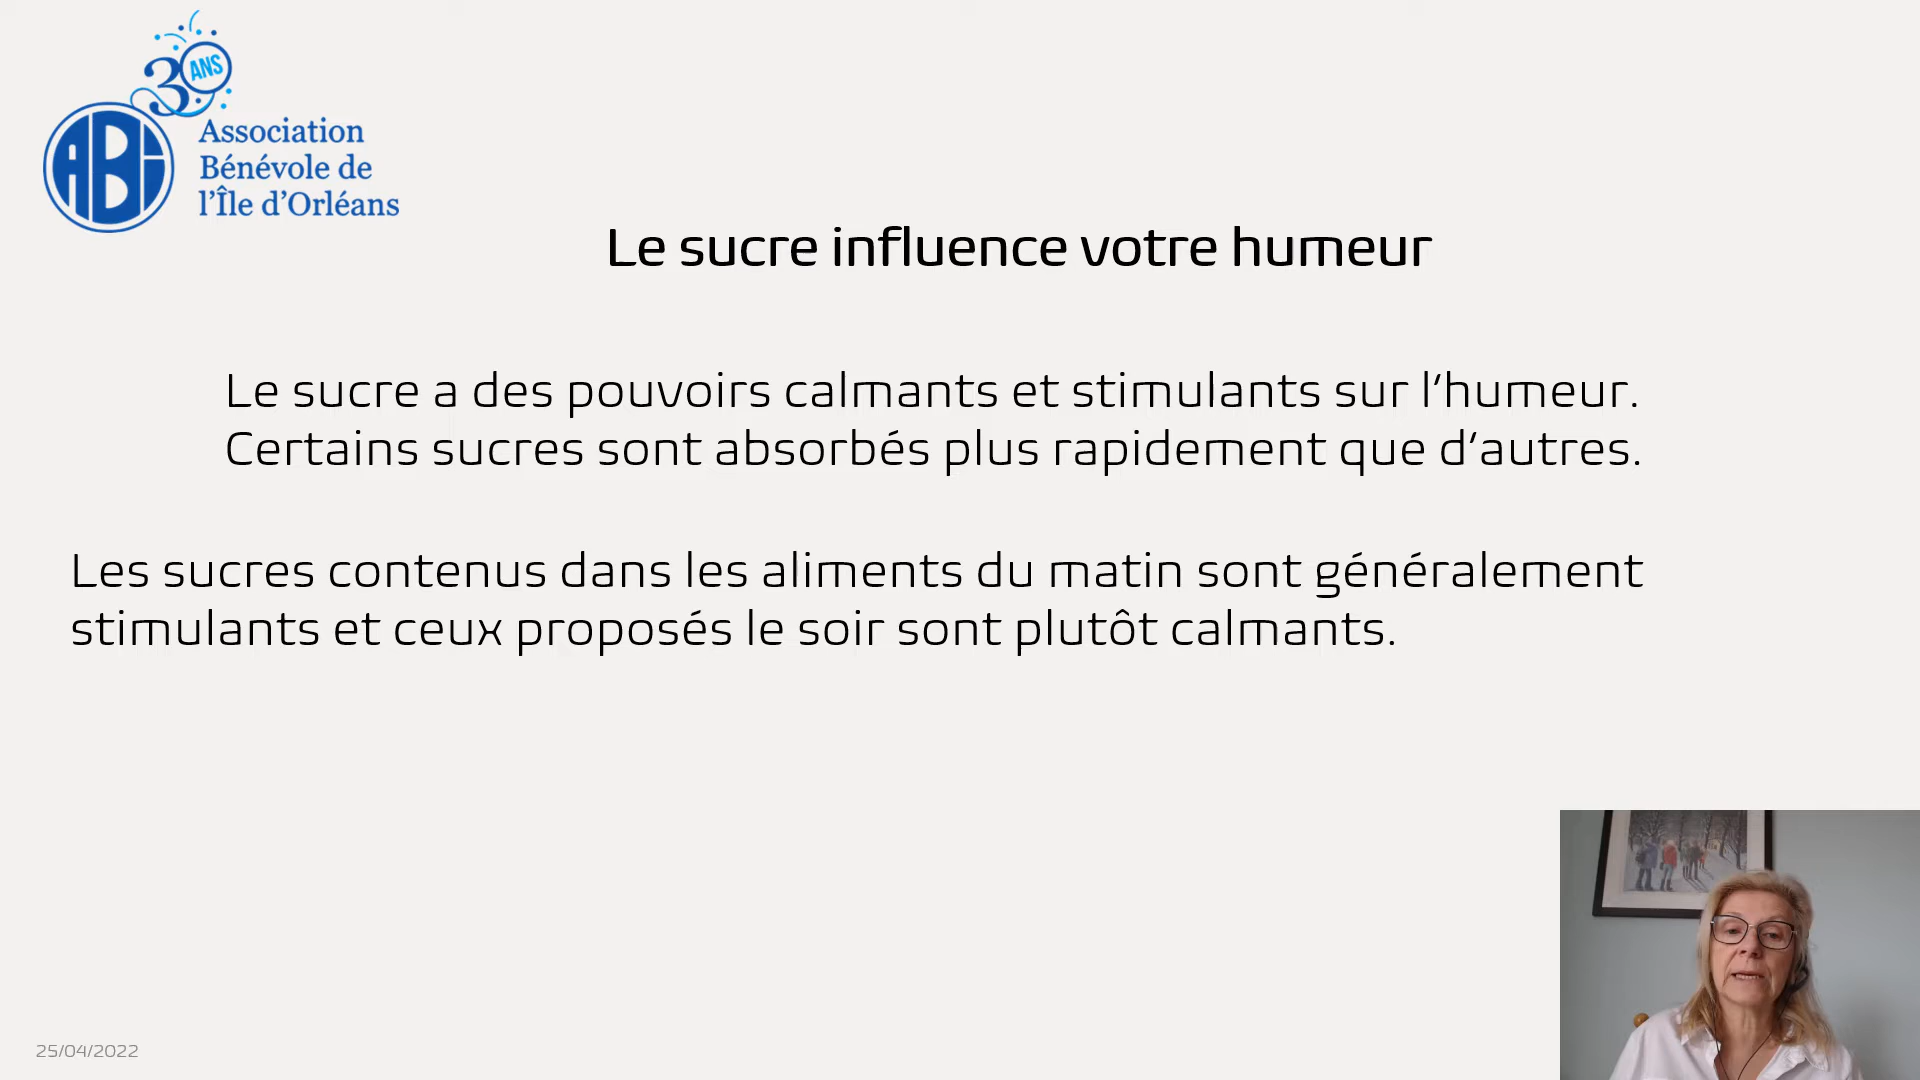 30 ANS
ABI
Association
Bénévole de
l'Île d'Orléans
Le sucre influence votre humeur
Le sucre a des pouvoirs calmants et stimulants sur l'humeur.
Certains sucres sont absorbés plus rapidement que d'autres.
Les sucres contenus dans les aliments du matin sont généralement
stimulants et ceux proposés le soir sont plutôt calmants.
25/04/2022